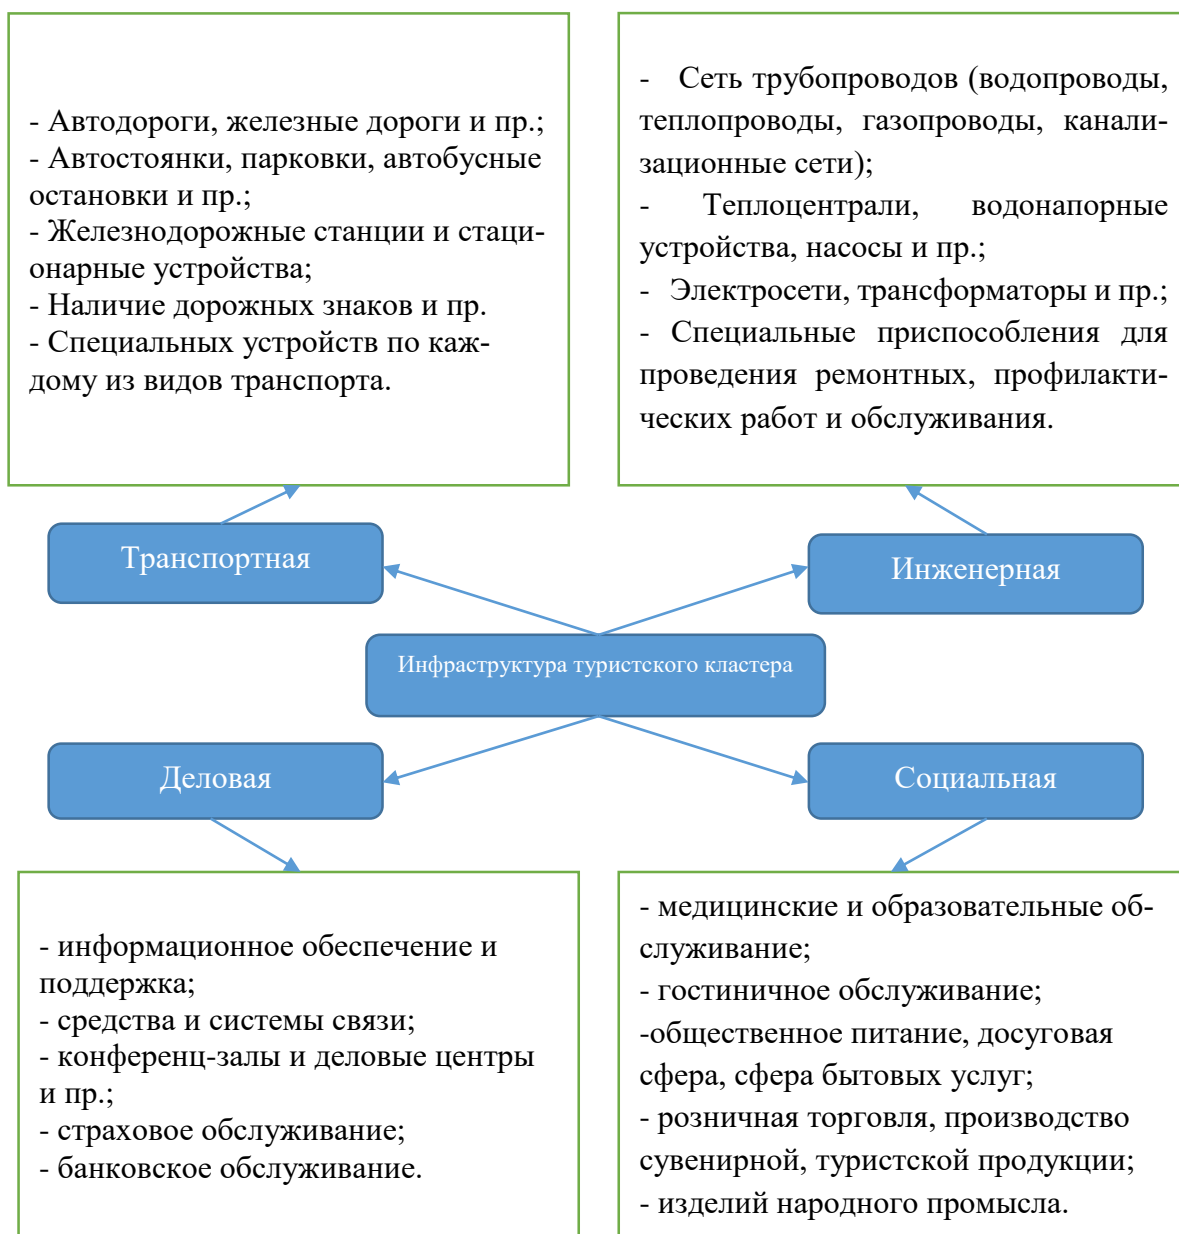 - Автодороги, железные дороги и пр.;
- Автостоянки, парковки, автобусные
остановки и пр.;
- Железнодорожные станции и стаци-
онарные устройства;
- Наличие дорожных знаков и пр.
- Специальных устройств по каж-
дому из видов транспорта.
- Сеть трубопроводов (водопроводы,
теплопроводы, газопроводы, канали-
зационные сети);
- Теплоцентрали, водонапорные
устройства, насосы и пр.;
- Электросети, трансформаторы и пр.;
- Специальные приспособления для
проведения ремонтных, профилакти-
ческих работ и обслуживания.
Транспортная
Инженерная
Инфраструктура туристского кластера
Деловая
Социальная
- информационное обеспечение и
поддержка;
- средства и системы связи;
- конференц-залы и деловые центры
и пр.;
- страховое обслуживание;
- банковское обслуживание.
- медицинские и образовательные об-
служивание;
- гостиничное обслуживание;
-общественное питание, досуговая
сфера, сфера бытовых услуг;
- розничная торговля, производство
сувенирной, туристской продукции;
- изделий народного промысла.